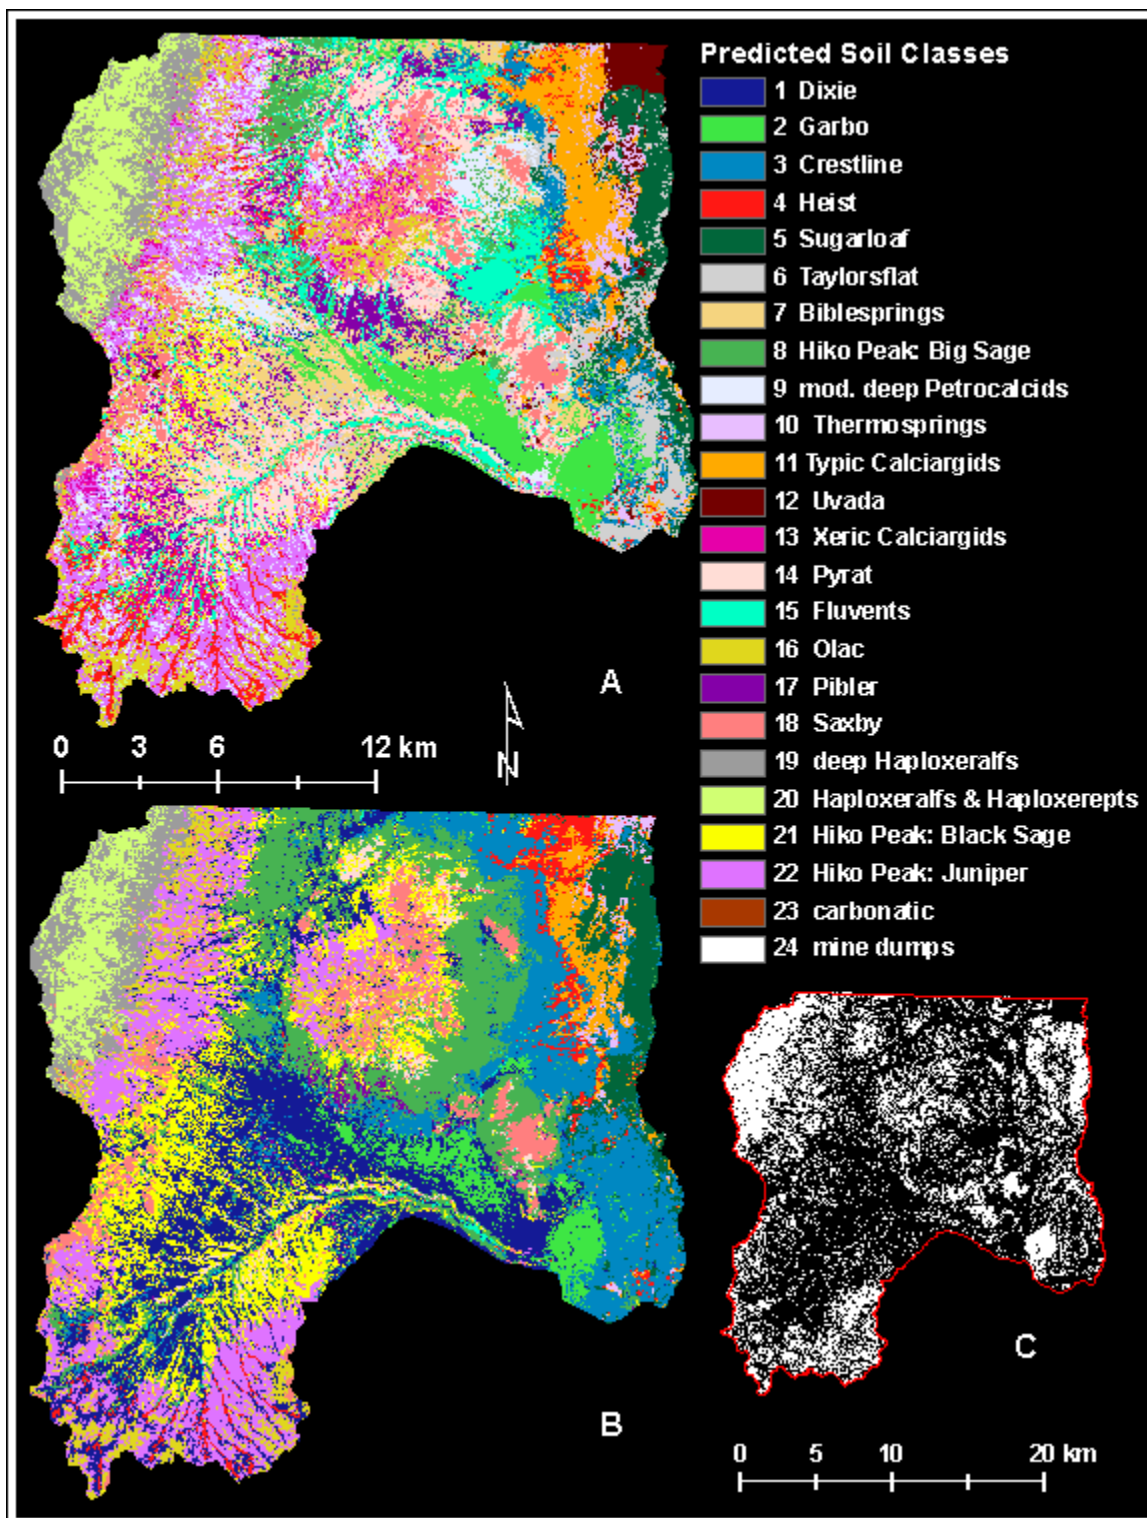 Predicted Soil Classes
1 Dixie
2 Garbo
3 Crestline
4 Heist
5 Sugarloaf
6 Taylorsflat
7 Biblesprings
8 Hiko Peak: Big Sage
9 mod. deep Petrocalcids
10 Thermosprings
11 Typic Calciargids
12 Uvada
13 Xeric Calciargids
14 Pyrat
15 Fluvents
16 Olac
17 Pibler
18 Saxby
19 deep Haploxeralfs
20 Haploxeralfs & Haploxerepts
21 Hiko Peak: Black Sage
22 Hiko Peak: Juniper
23 carbonatic
24 mine dumps
A
N
0 3 6 12 km
B
C
0 5 10 20 km